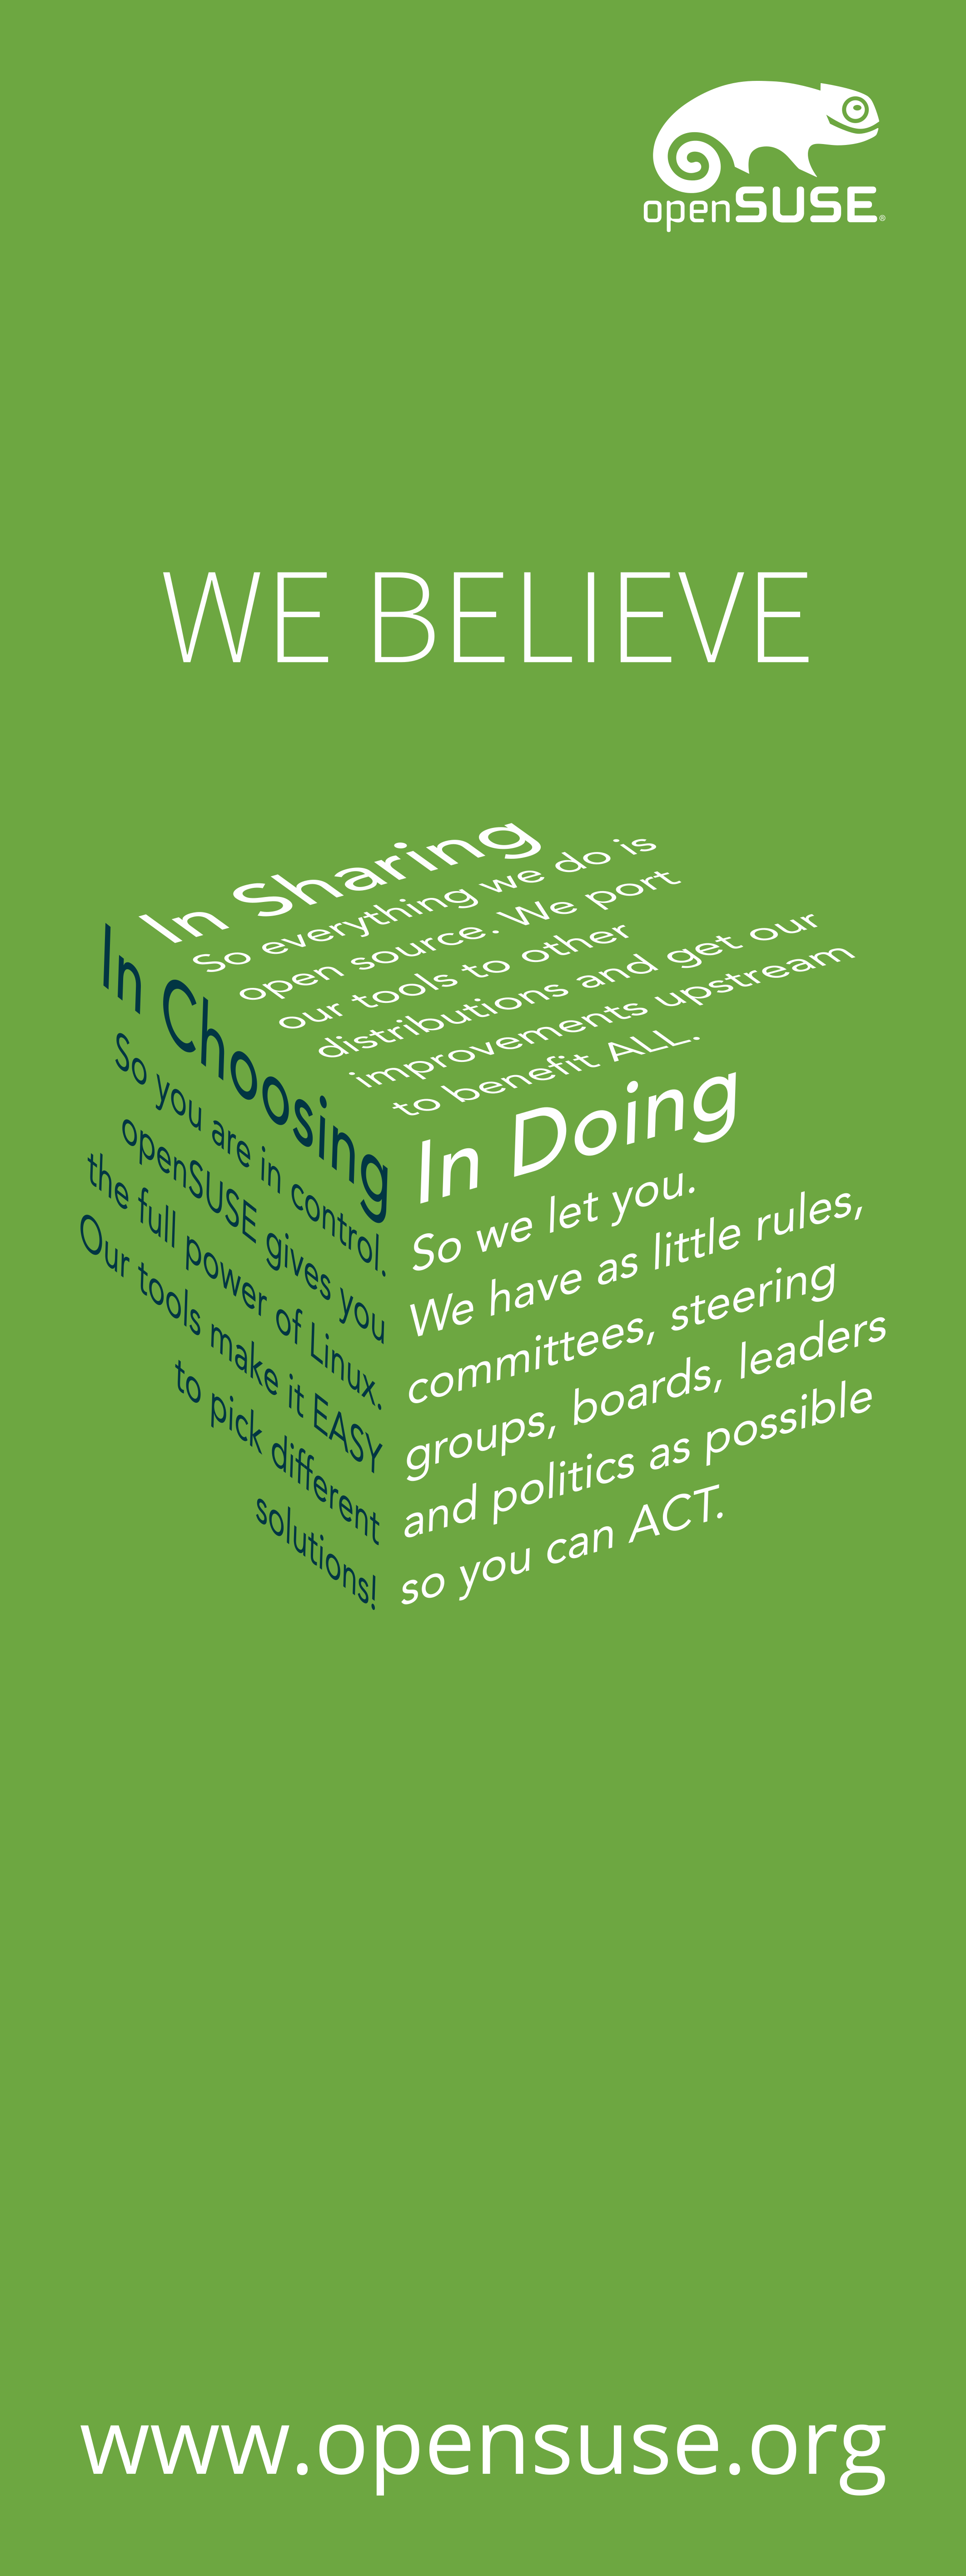 openSUSE®
WE BELIEVE
In Sharing
So everything we do is
open source. We port
our tools to other
distributions and get our
improvements upstream
to benefit ALL.
In Choosing
So you are in control.
openSUSE gives you
the full power of Linux.
Our tools make it EASY
to pick different
solutions!
In Doing
So we let you.
We have as little rules,
committees, steering
groups, boards, leaders
and politics as possible
so you can ACT.
www.opensuse.org